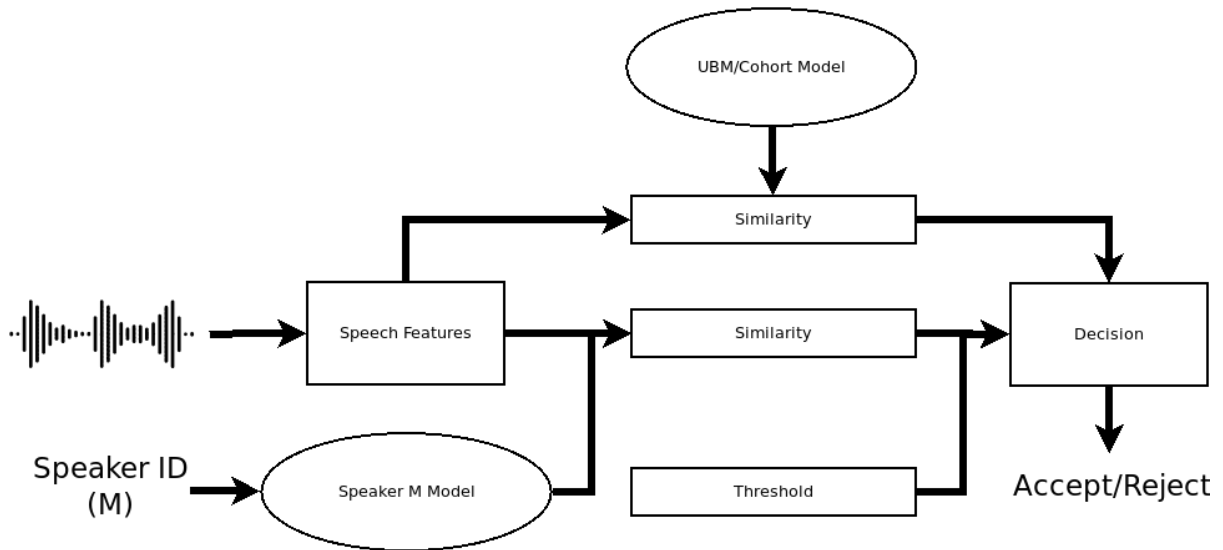 UBM/Cohort Model
Similarity
Speech Features
Similarity
Decision
Speaker ID
(M)
Speaker M Model
Threshold
Accept/Reject